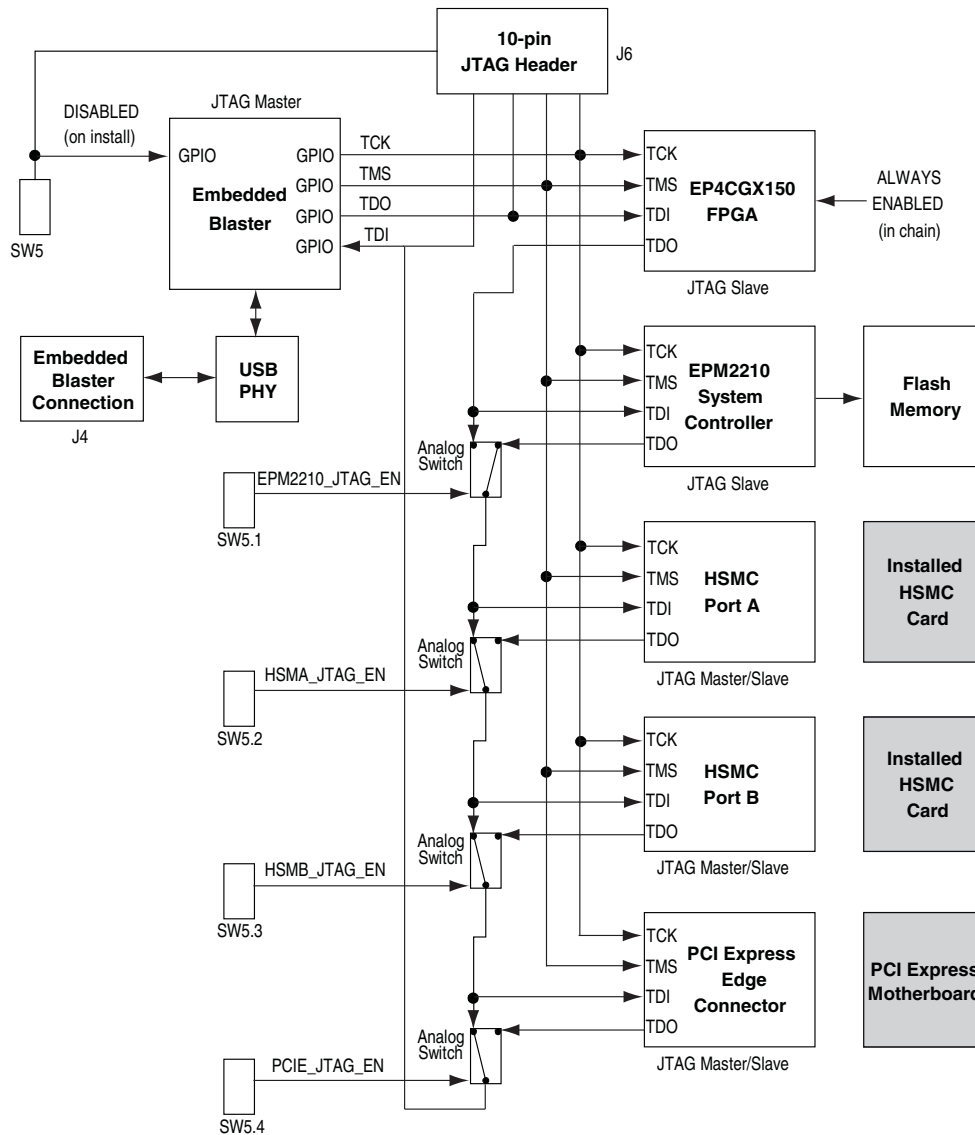 10-pin
JTAG Header
J6
JTAG Master
DISABLED
(on install)
GPIO
Embedded
Blaster
GPIO
GPIO
GPIO
GPIO
TCK
TMS
TDO
TDI
SW5
TCK
TMS
TDI
TDO
EP4CGX150
FPGA
JTAG Slave
ALWAYS
ENABLED
(in chain)
Embedded
Blaster
Connection
J4
USB
PHY
TCK
TMS
TDI
TDO
EPM2210
System
Controller
JTAG Slave
Flash
Memory
Analog
Switch
EPM2210_JTAG_EN
SW5.1
TCK
TMS
TDI
TDO
HSMC
Port A
JTAG Master/Slave
Installed
HSMC
Card
Analog
Switch
HSMA_JTAG_EN
SW5.2
TCK
TMS
TDI
TDO
HSMC
Port B
JTAG Master/Slave
Installed
HSMC
Card
Analog
Switch
HSMB_JTAG_EN
SW5.3
TCK
TMS
TDI
TDO
PCI Express
Edge
Connector
JTAG Master/Slave
PCI Express
Motherboard
Analog
Switch
PCIE_JTAG_EN
SW5.4